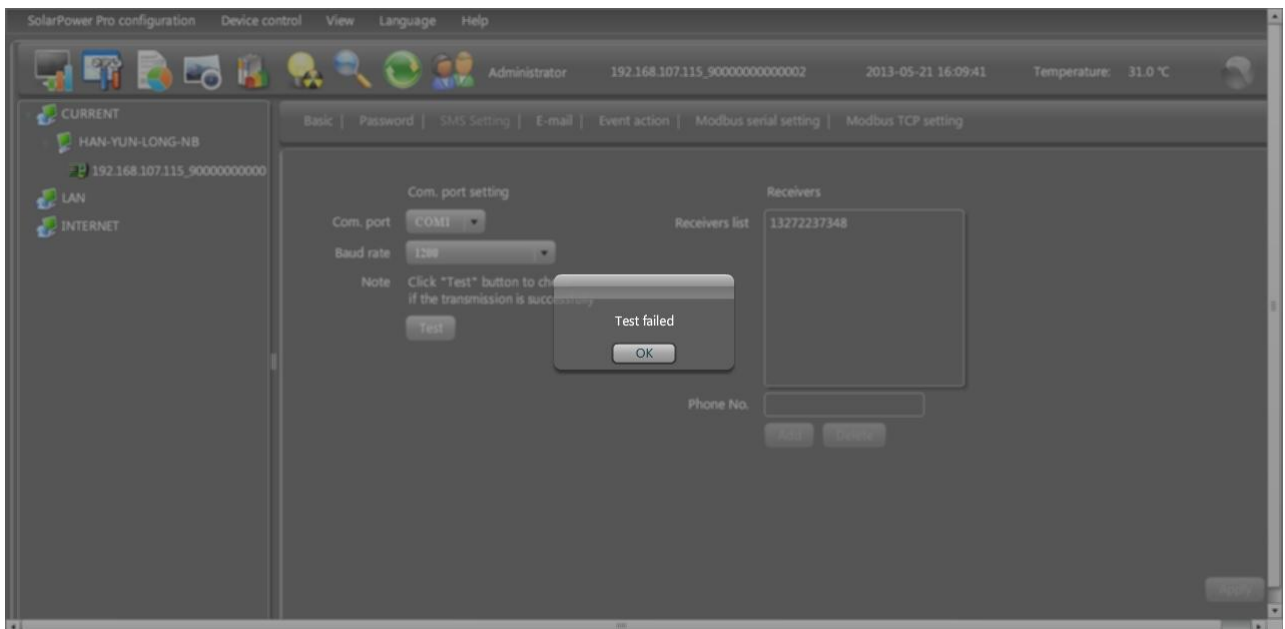 SolarPower Pro configuration Device control View Language Help
Administrator 192.168.107.115_90000000000002 2013-05-21 16:09:41 Temperature: 31.0 ℃
CURRENT
HAN-YUN-LONG-NB
192.168.107.115_90000000000
LAN
INTERNET
Basic | Password | SMS Setting | E-mail | Event action | Modbus serial setting | Modbus TCP setting
Com. port setting
Com. port COM1
Baud rate 1200
Note Click "Test" button to
if the transmission is successfully
Test
Receivers
Receivers list 13272237348
Phone No.
Add Delete
Test failed
OK
Apply